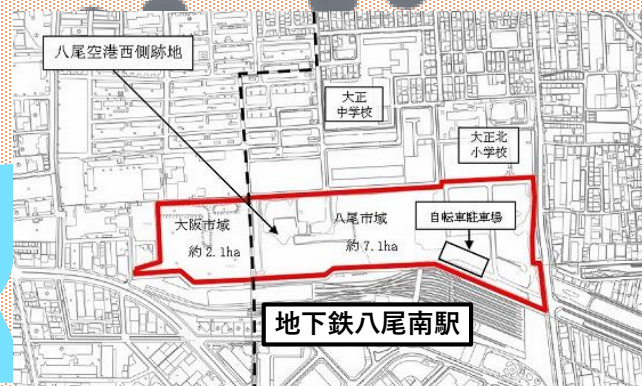 八尾空港西側跡地
大正
中学校
大正北
小学校
大阪市域
約2.1ha
八尾市域
約7.1ha
自転車駐車場
地下鉄八尾南駅